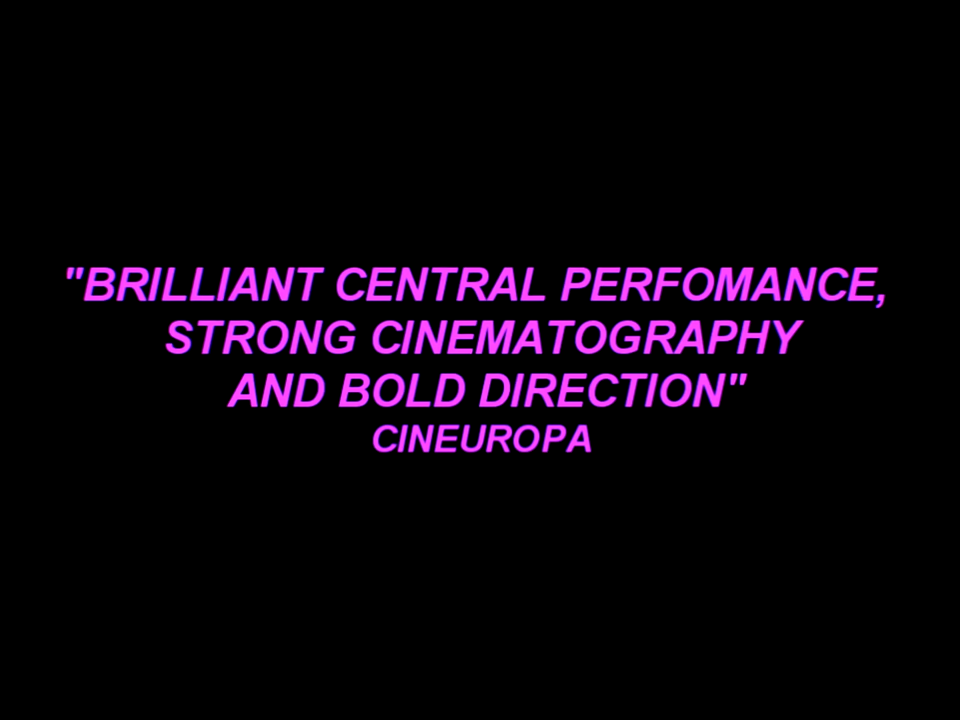 "BRILLIANT CENTRAL PERFOMANCE,
STRONG CINEMATOGRAPHY
AND BOLD DIRECTION"
CINEUROPA